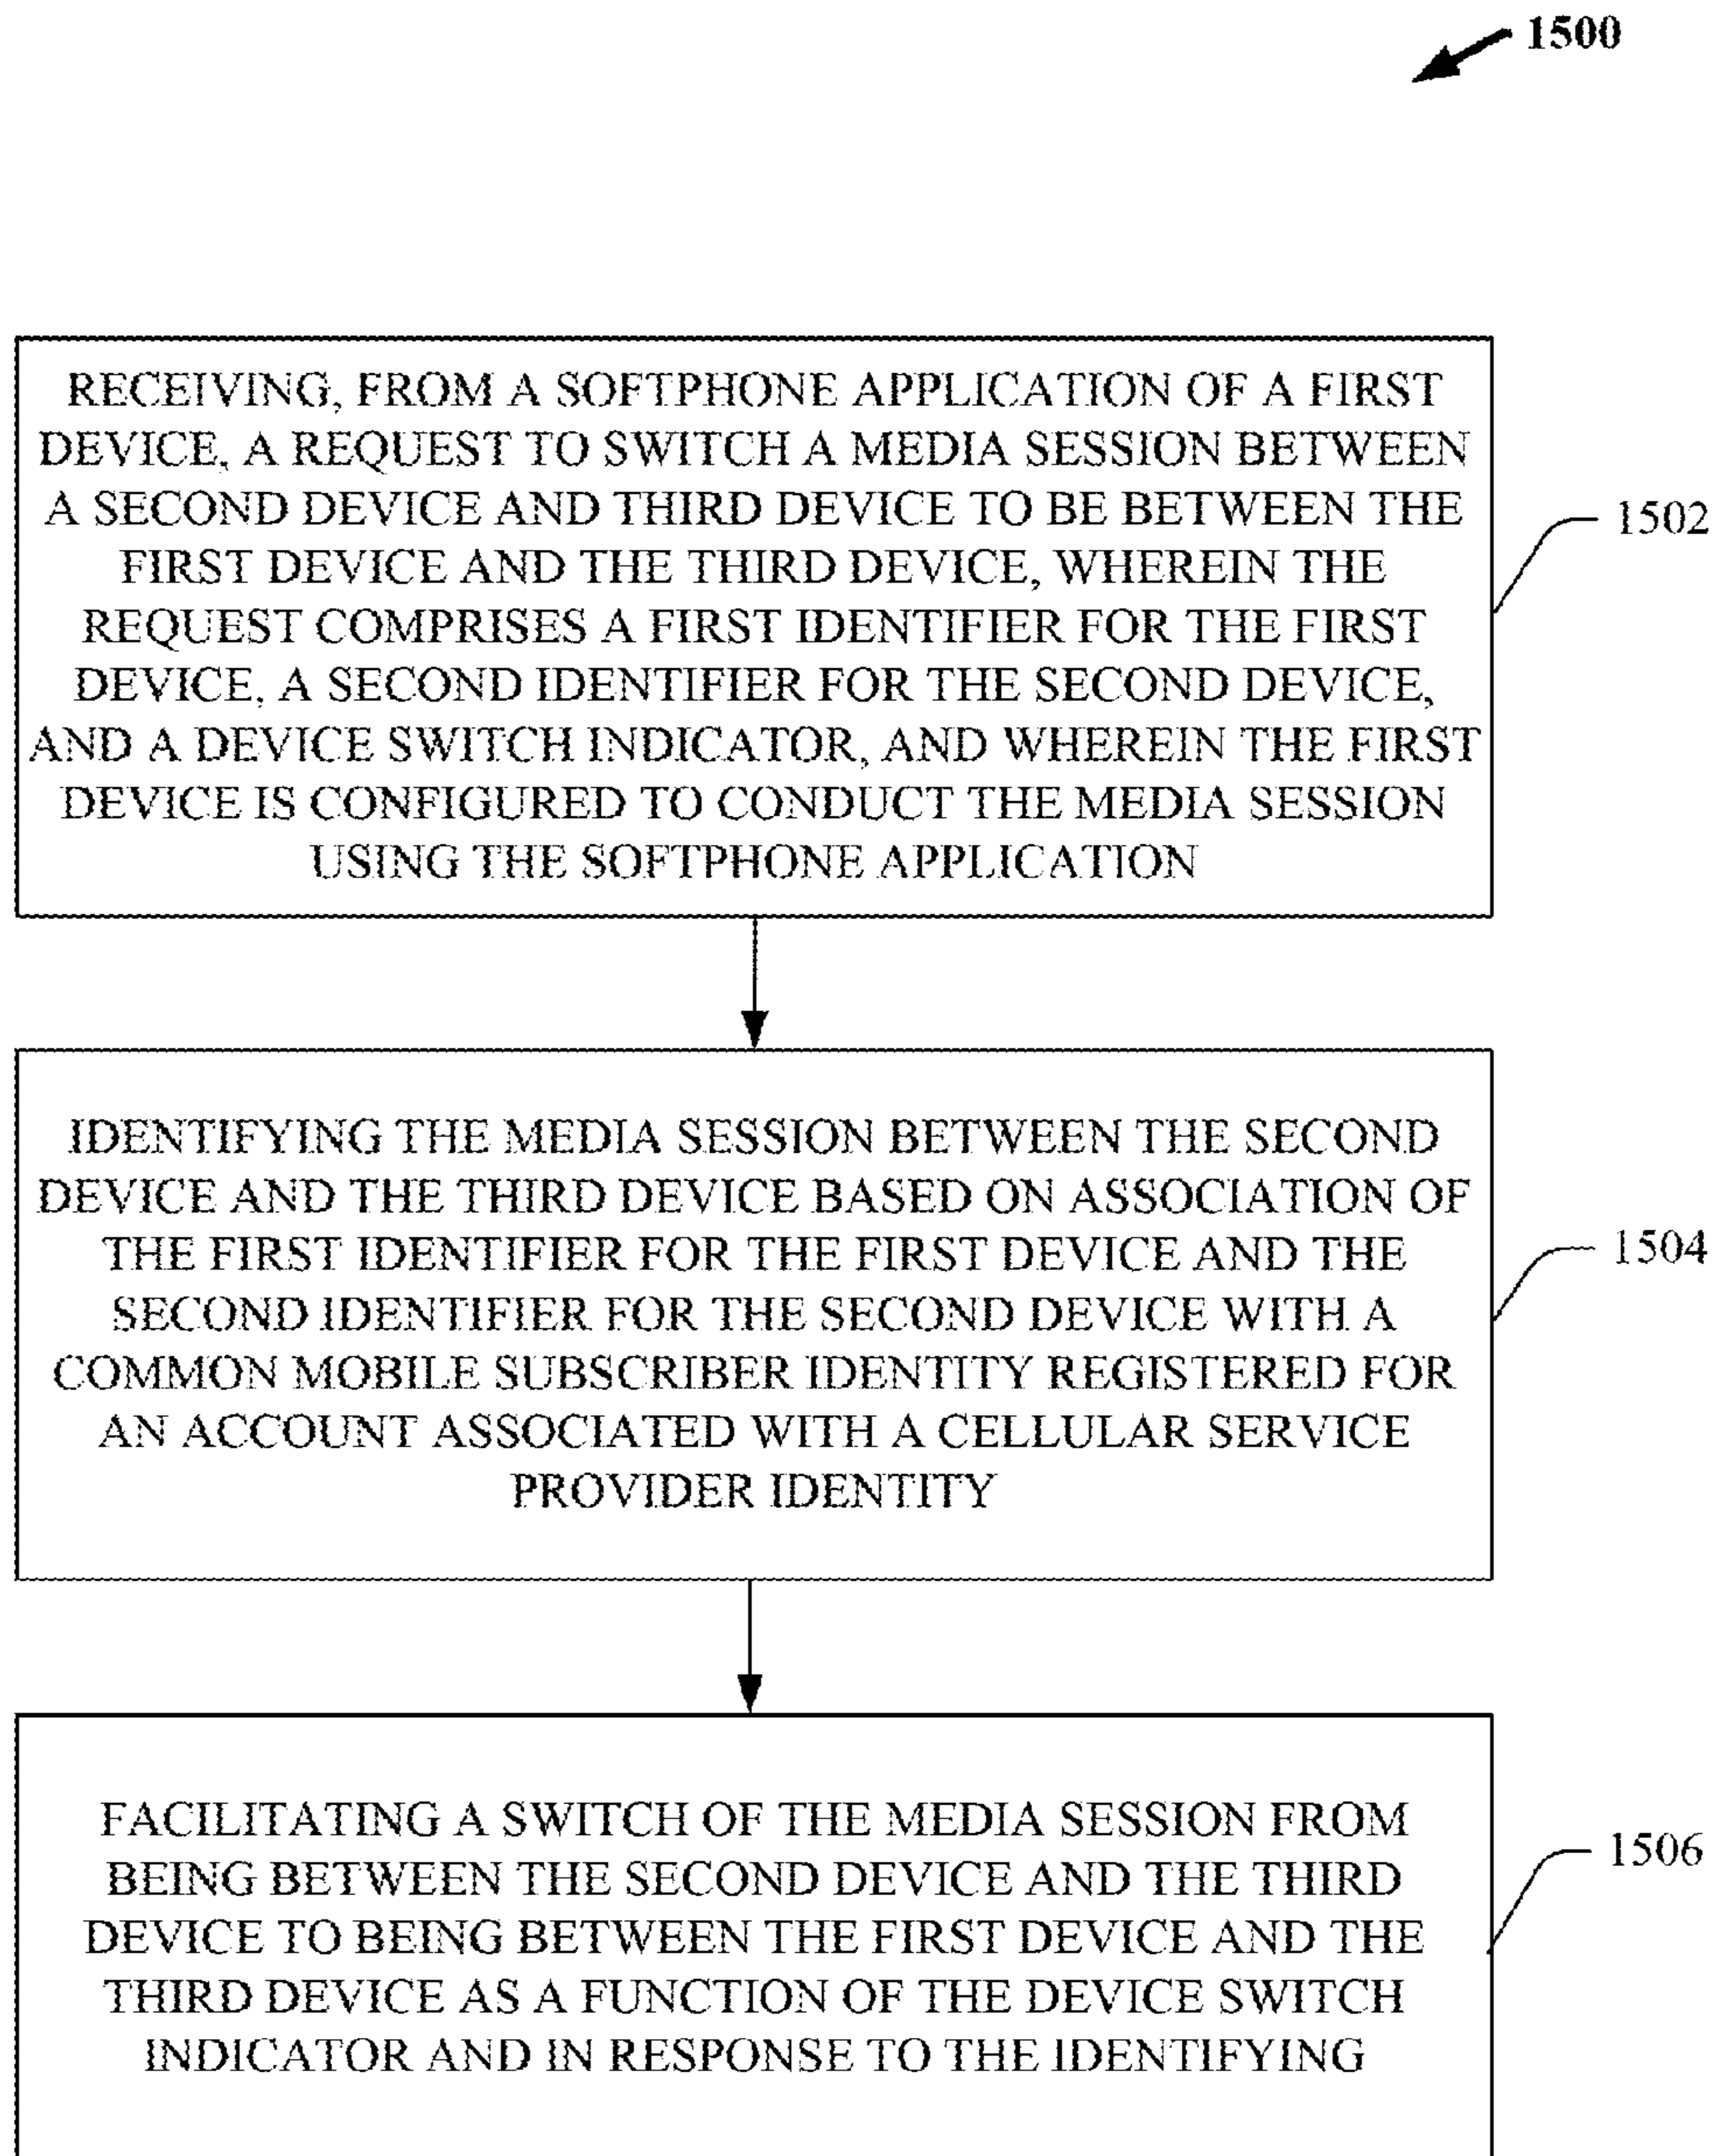 1500
RECEIVING, FROM A SOFTPHONE APPLICATION OF A FIRST
DEVICE, A REQUEST TO SWITCH A MEDIA SESSION BETWEEN
A SECOND DEVICE AND THIRD DEVICE TO BE BETWEEN THE
FIRST DEVICE AND THE THIRD DEVICE, WHEREIN THE
REQUEST COMPRISES A FIRST IDENTIFIER FOR THE FIRST
DEVICE, A SECOND IDENTIFIER FOR THE SECOND DEVICE,
AND A DEVICE SWITCH INDICATOR, AND WHEREIN THE FIRST
DEVICE IS CONFIGURED TO CONDUCT THE MEDIA SESSION
USING THE SOFTPHONE APPLICATION
1502
IDENTIFYING THE MEDIA SESSION BETWEEN THE SECOND
DEVICE AND THE THIRD DEVICE BASED ON ASSOCIATION OF
THE FIRST IDENTIFIER FOR THE FIRST DEVICE AND THE
SECOND IDENTIFIER FOR THE SECOND DEVICE WITH A
COMMON MOBILE SUBSCRIBER IDENTITY REGISTERED FOR
AN ACCOUNT ASSOCIATED WITH A CELLULAR SERVICE
PROVIDER IDENTITY
1504
FACILITATING A SWITCH OF THE MEDIA SESSION FROM
BEING BETWEEN THE SECOND DEVICE AND THE THIRD
DEVICE TO BEING BETWEEN THE FIRST DEVICE AND THE
THIRD DEVICE AS A FUNCTION OF THE DEVICE SWITCH
INDICATOR AND IN RESPONSE TO THE IDENTIFYING
1506